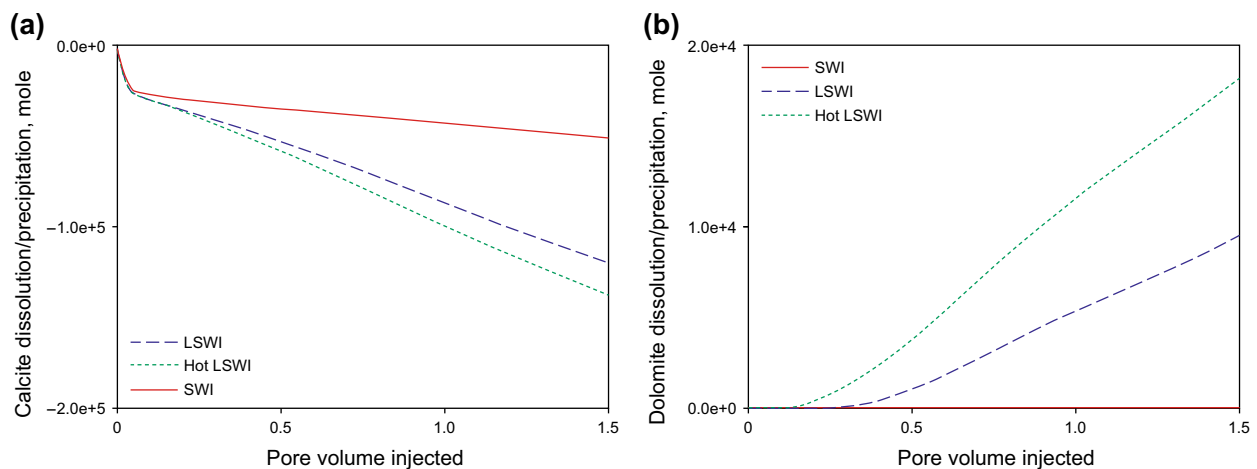 (a)
Calcite dissolution/precipitation, mole
0.0e+0
−1.0e+5
−2.0e+5
LSWI
Hot LSWI
SWI
0
0.5
1.0
1.5
Pore volume injected
(b)
Dolomite dissolution/precipitation, mole
2.0e+4
1.0e+4
0.0e+0
SWI
LSWI
Hot LSWI
0
0.5
1.0
1.5
Pore volume injected